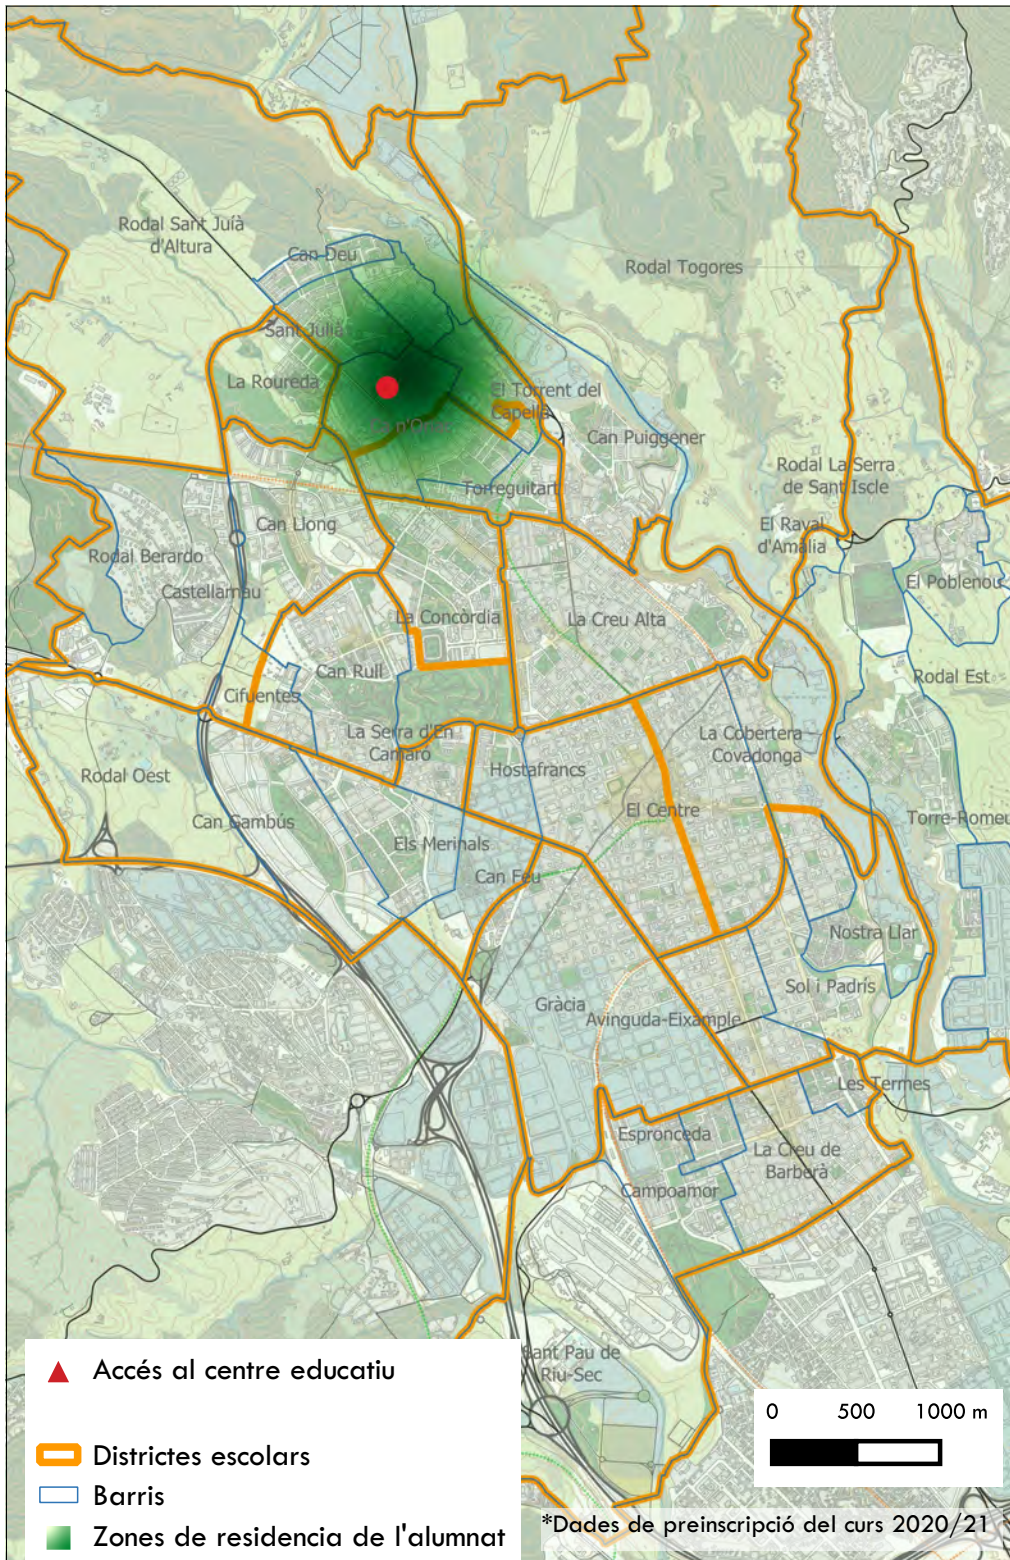 Rodal Sant Juíà
d'Altura
Can Deu
Rodal Togores
Sant Julià
La Roureda
El Torrent del
Capellà
Can Puiggener
Rodal La Serra
de Sant Iscle
Torreguitart
Can Llong
El Raval
d'Amàlia
Rodal Berardo
Castellarnau
El Poblenou
La Concòrdia
La Creu Alta
Can Rull
Rodal Est
Cifuentes
La Serra d'En
Camaró
La Cobertera
Covadonga
Hostafrancs
Rodal Oest
El Centre
Can Gambús
Torre-Romeu
Els Merinals
Can Feu
Nostra Llar
Sol i Padrís
Gràcia
Avinguda-Eixample
Les Termes
Espronceda
La Creu de
Barberà
Campoamor
Sant Pau de
Riu-Sec
Accés al centre educatiu
Districtes escolars
Barris
Zones de residencia de l'alumnat
0 500 1000 m
*Dades de preinscripció del curs 2020/21